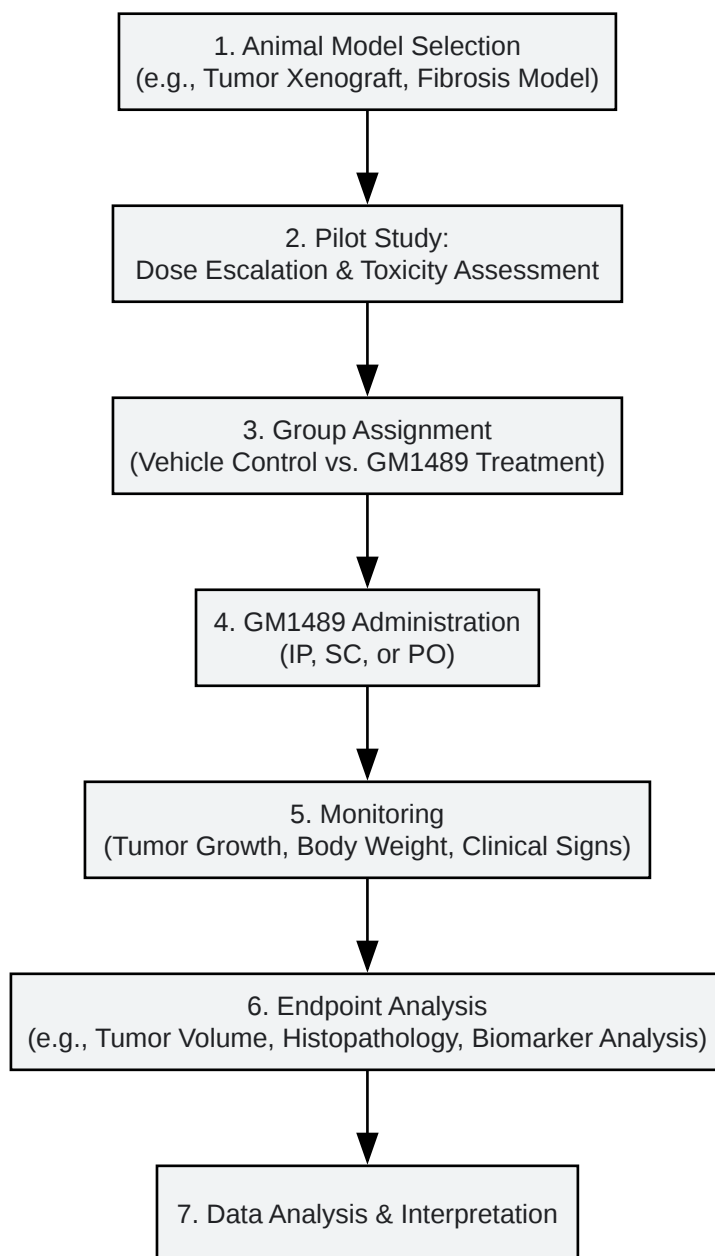 1. Animal Model Selection
(e.g., Tumor Xenograft, Fibrosis Model)
2. Pilot Study:
Dose Escalation & Toxicity Assessment
3. Group Assignment
(Vehicle Control vs. GM1489 Treatment)
4. GM1489 Administration
(IP, SC, or PO)
5. Monitoring
(Tumor Growth, Body Weight, Clinical Signs)
6. Endpoint Analysis
(e.g., Tumor Volume, Histopathology, Biomarker Analysis)
7. Data Analysis & Interpretation